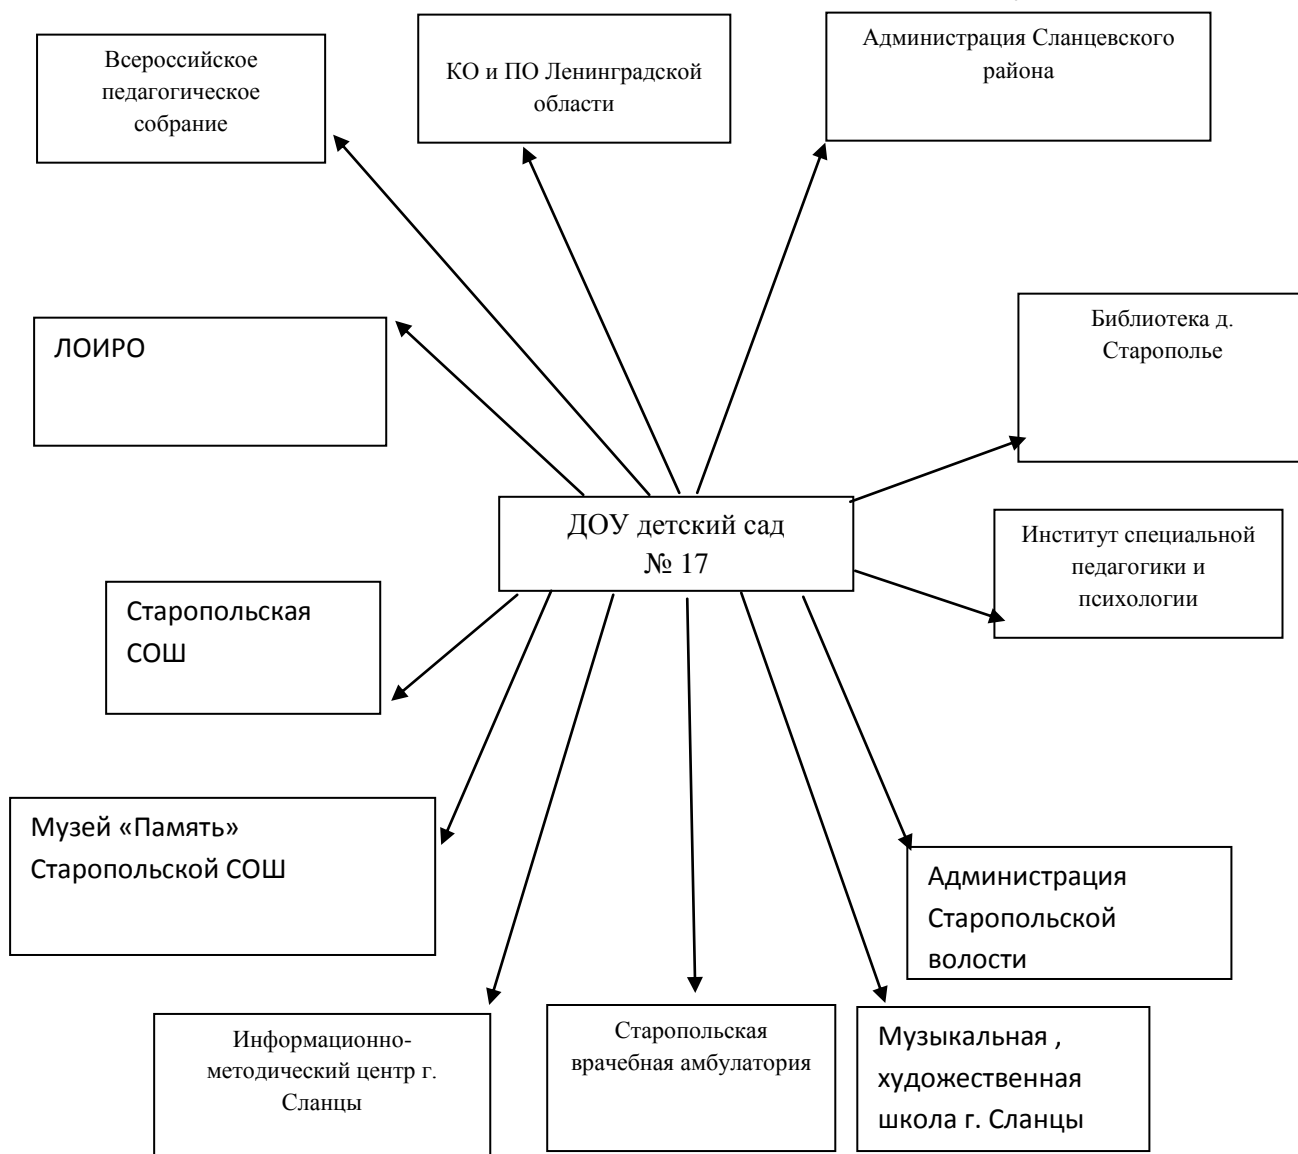 Всероссийское
педагогическое
собрание
КО и ПО Ленинградской
области
Администрация Сланцевского
района
ЛОИРО
Библиотека д.
Старополье
ДОУ детский сад
№ 17
Институт специальной
педагогики и
психологии
Старопольская
СОШ
Музей «Память»
Старопольской СОШ
Администрация
Старопольской
волости
Информационно-
методический центр г.
Сланцы
Старопольская
врачебная амбулатория
Музыкальная ,
художественная
школа г. Сланцы